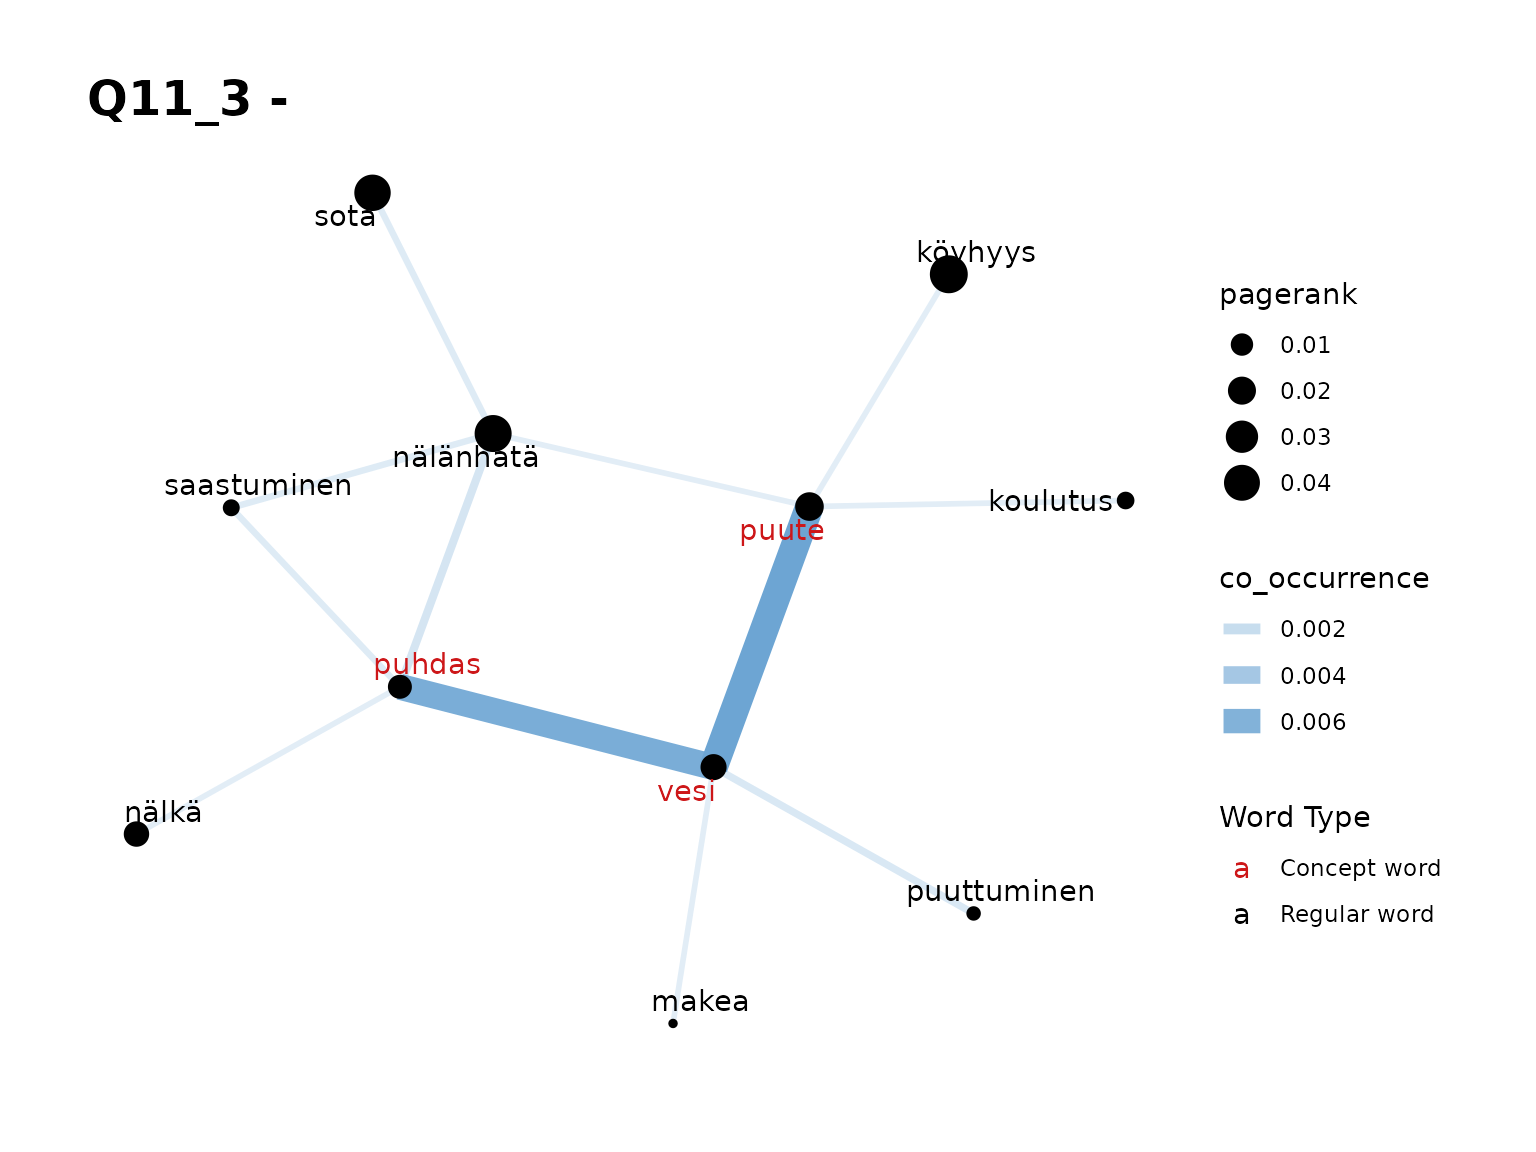 Q11_3 -
sota
köyhyys
nälänhätä
saastuminen
koulutus
puute
puhdas
vesi
nälkä
puuttuminen
makea
pagerank
0.01
0.02
0.03
0.04
co_occurrence
0.002
0.004
0.006
Word Type
a Concept word
a Regular word